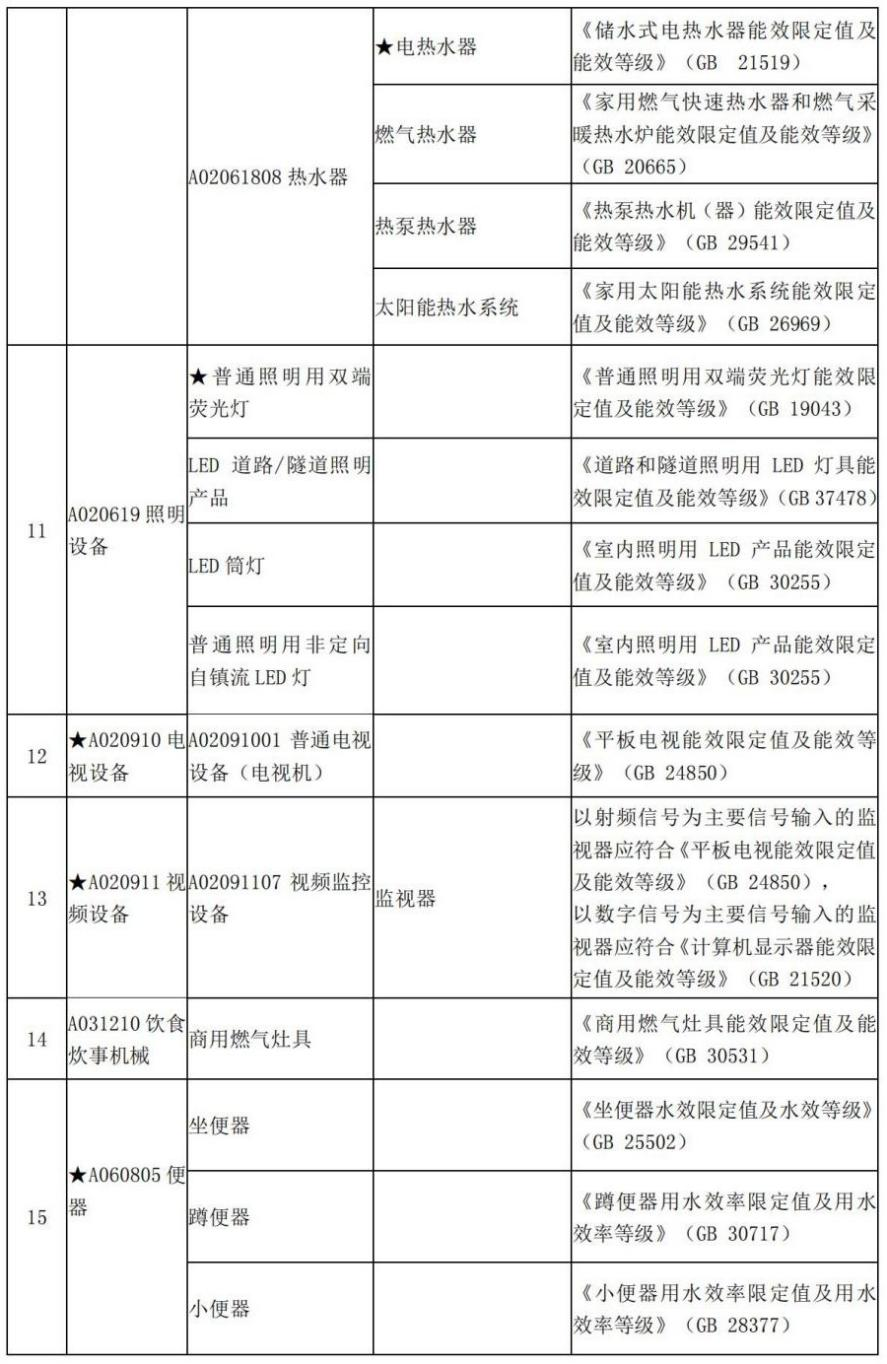 ★电热水器
《储水式电热水器能效限定值及
能效等级》（GB 21519）
A02061808 热水器
燃气热水器
《家用燃气快速热水器和燃气采
暖热水炉能效限定值及能效等级》
（GB 20665）
热泵热水器
《热泵热水机（器）能效限定值及
能效等级》（GB 29541）
太阳能热水系统
《家用太阳能热水系统能效限定
值及能效等级》（GB 26969）
11
A020619 照明
设备
★普通照明用双端
荧光灯
《普通照明用双端荧光灯能效限
定值及能效等级》（GB 19043）
LED 道路/隧道照明
产品
《道路和隧道照明用 LED 灯具能
效限定值及能效等级》（GB 37478）
LED 筒灯
《室内照明用 LED 产品能效限定
值及能效等级》（GB 30255）
普通照明用非定向
自镇流 LED 灯
《室内照明用 LED 产品能效限定
值及能效等级》（GB 30255）
12
★A020910 电
视设备
A02091001 普通电视
设备（电视机）
《平板电视能效限定值及能效等
级》（GB 24850）
13
★A020911 视
频设备
A02091107 视频监控
设备
监视器
以射频信号为主要信号输入的监
视器应符合《平板电视能效限定值
及能效等级》（GB 24850），
以数字信号为主要信号输入的监
视器应符合《计算机显示器能效限
定值及能效等级》（GB 21520）
14
A031210 饮食
炊事机械
商用燃气灶具
《商用燃气灶具能效限定值及能
效等级》（GB 30531）
15
★A060805 便
器
坐便器
《坐便器水效限定值及水效等级》
（GB 25502）
蹲便器
《蹲便器用水效率限定值及用水
效率等级》（GB 30717）
小便器
《小便器用水效率限定值及用水
效率等级》（GB 28377）